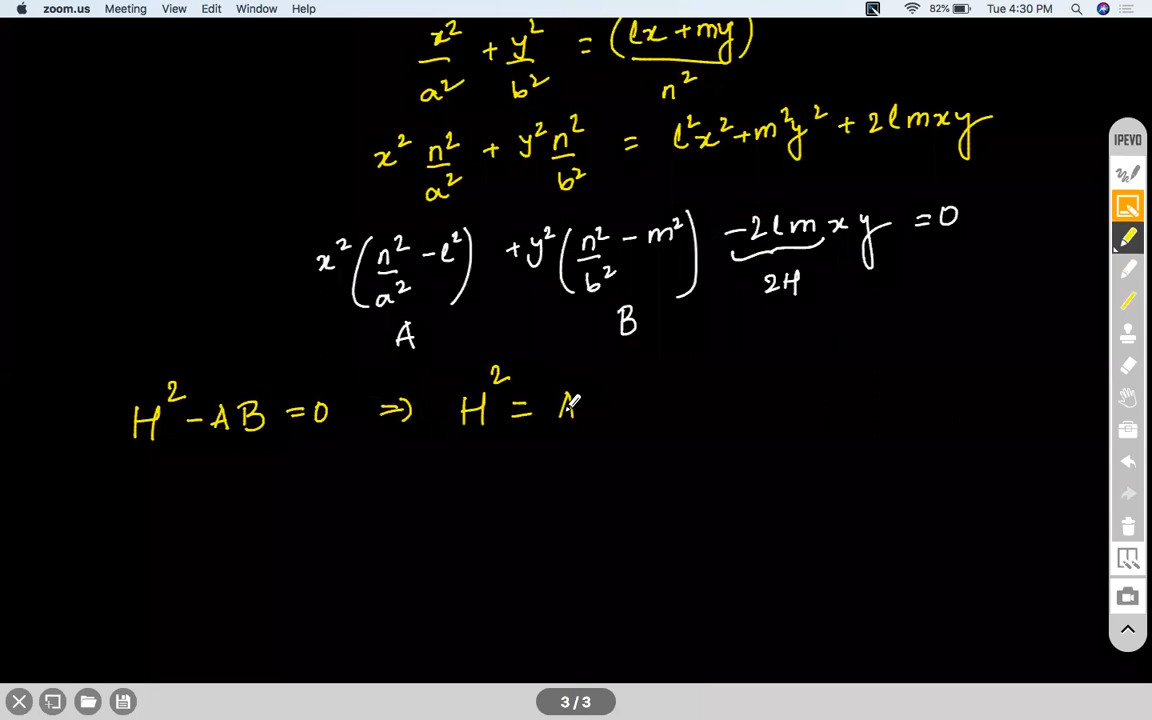 zoom.us Meeting View Edit Window Help 82% Tue 4:30 PM
x²/a² + y²/b² = (lx + my)/n²
x² n²/a² + y² n²/b² = l²x² + m²y² + 2lmxy
x² (n²/a² - l²) + y² (n²/b² - m²) - 2lmxy = 0
A B 2H
H² - AB = 0 ⇒ H² = A
IPEVO
3 / 3